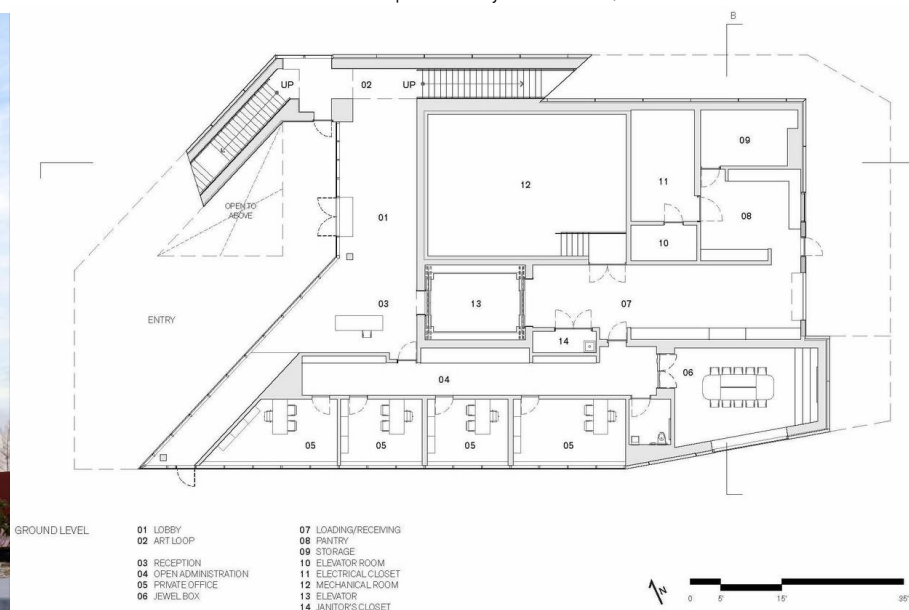 B
UP
02
UP
09
11
12
OPEN TO
ABOVE
01
08
10
03
13
07
ENTRY
14
04
06
05
05
05
05
GROUND LEVEL
01 LOBBY
02 ART LOOP
03 RECEPTION
04 OPEN ADMINISTRATION
05 PRIVATE OFFICE
06 JEWEL BOX
07 LOADING/RECEIVING
08 PANTRY
09 STORAGE
10 ELEVATOR ROOM
11 ELECTRICAL CLOSET
12 MECHANICAL ROOM
13 ELEVATOR
14 JANITOR'S CLOSET
N
0 5' 15' 35'